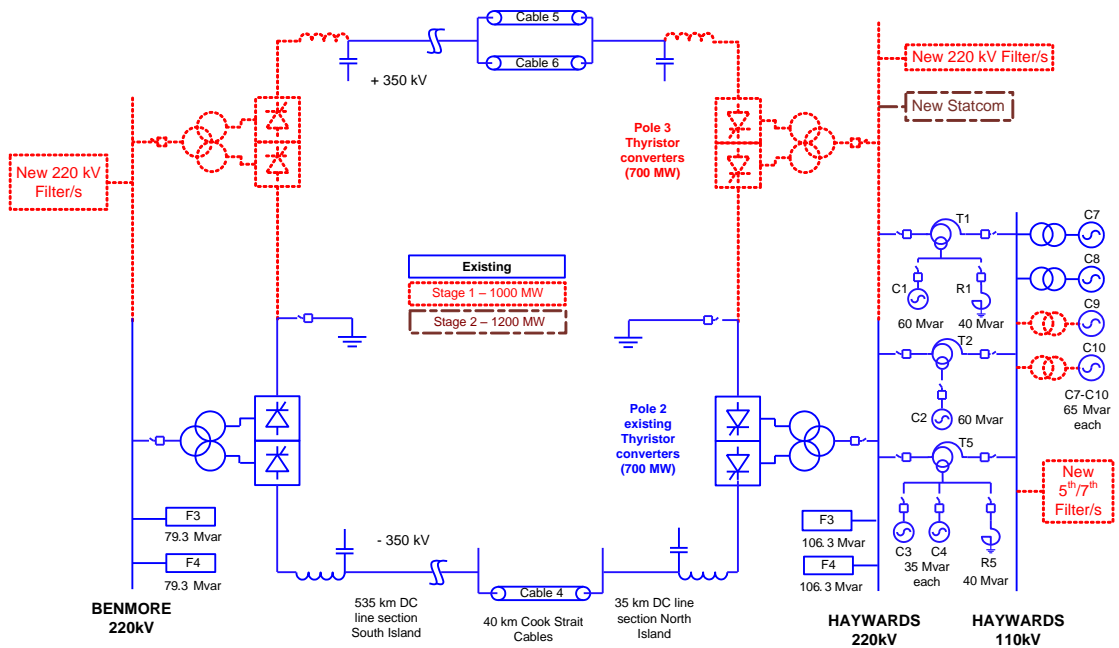 Cable 5
Cable 6
+ 350 kV
New 220 kV Filter/s
New Statcom
Pole 3
Thyristor
converters
(700 MW)
New 220 kV
Filter/s
T1
C7
C8
C1
R1
60 Mvar
40 Mvar
C9
Existing
Stage 1 – 1000 MW
Stage 2 – 1200 MW
T2
C10
C7-C10
65 Mvar
each
C2
60 Mvar
Pole 2
existing
Thyristor
converters
(700 MW)
T5
New
5th/7th
Filter/s
F3
79.3 Mvar
F4
79.3 Mvar
- 350 kV
F3
106.3 Mvar
F4
106.3 Mvar
C3
C4
35 Mvar
each
R5
40 Mvar
Cable 4
BENMORE
220kV
535 km DC
line section
South Island
40 km Cook Strait
Cables
35 km DC line
section North
Island
HAYWARDS
220kV
HAYWARDS
110kV